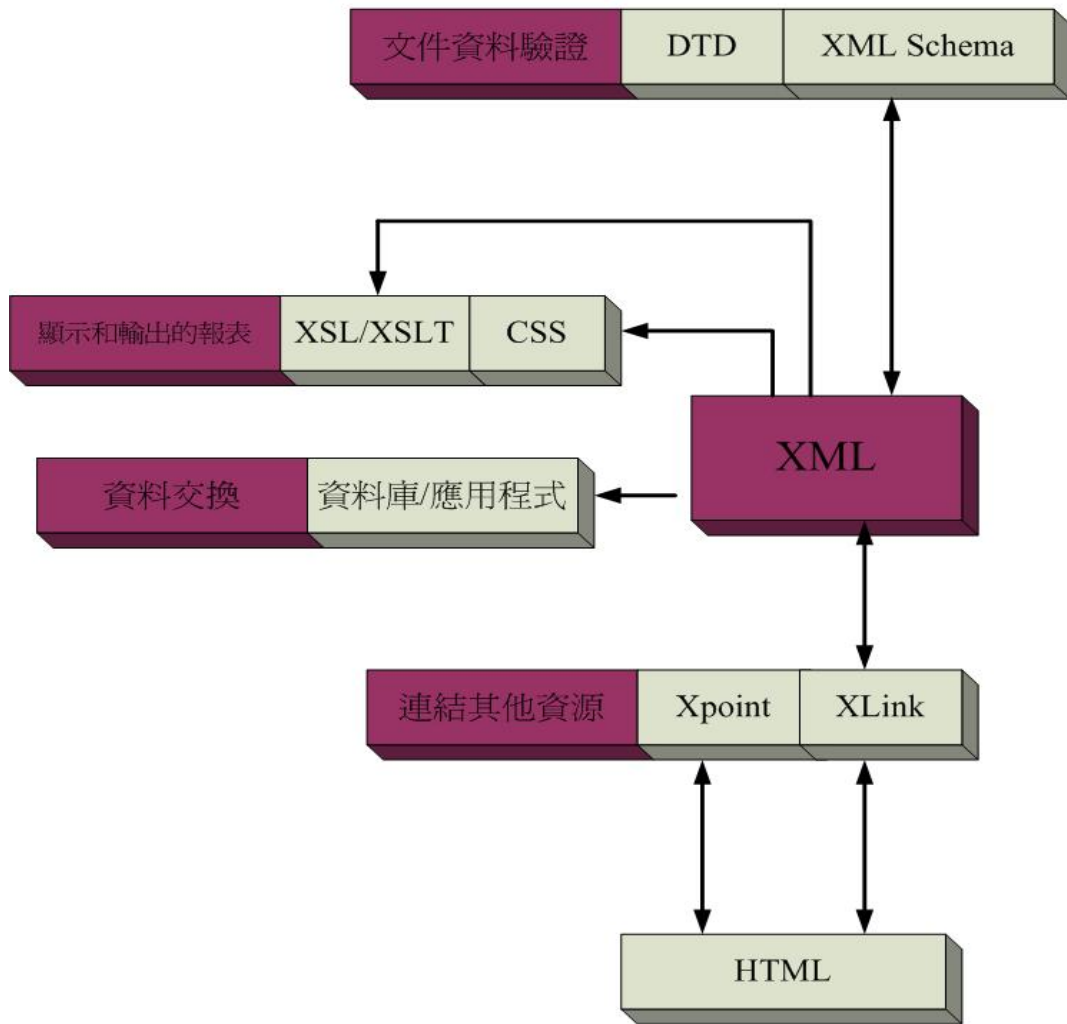 文件資料驗證 DTD XML Schema
顯示和輸出的報表 XSL/XSLT CSS
XML
資料交換 資料庫/應用程式
連結其他資源 Xpoint XLink
HTML